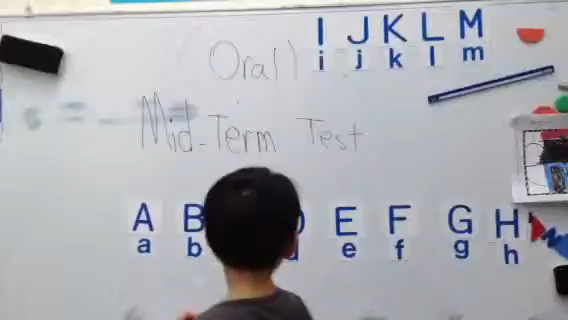 I J K L M
i j k l m
Oral
Mid-Term Test
A B E F G H
a b e f g h